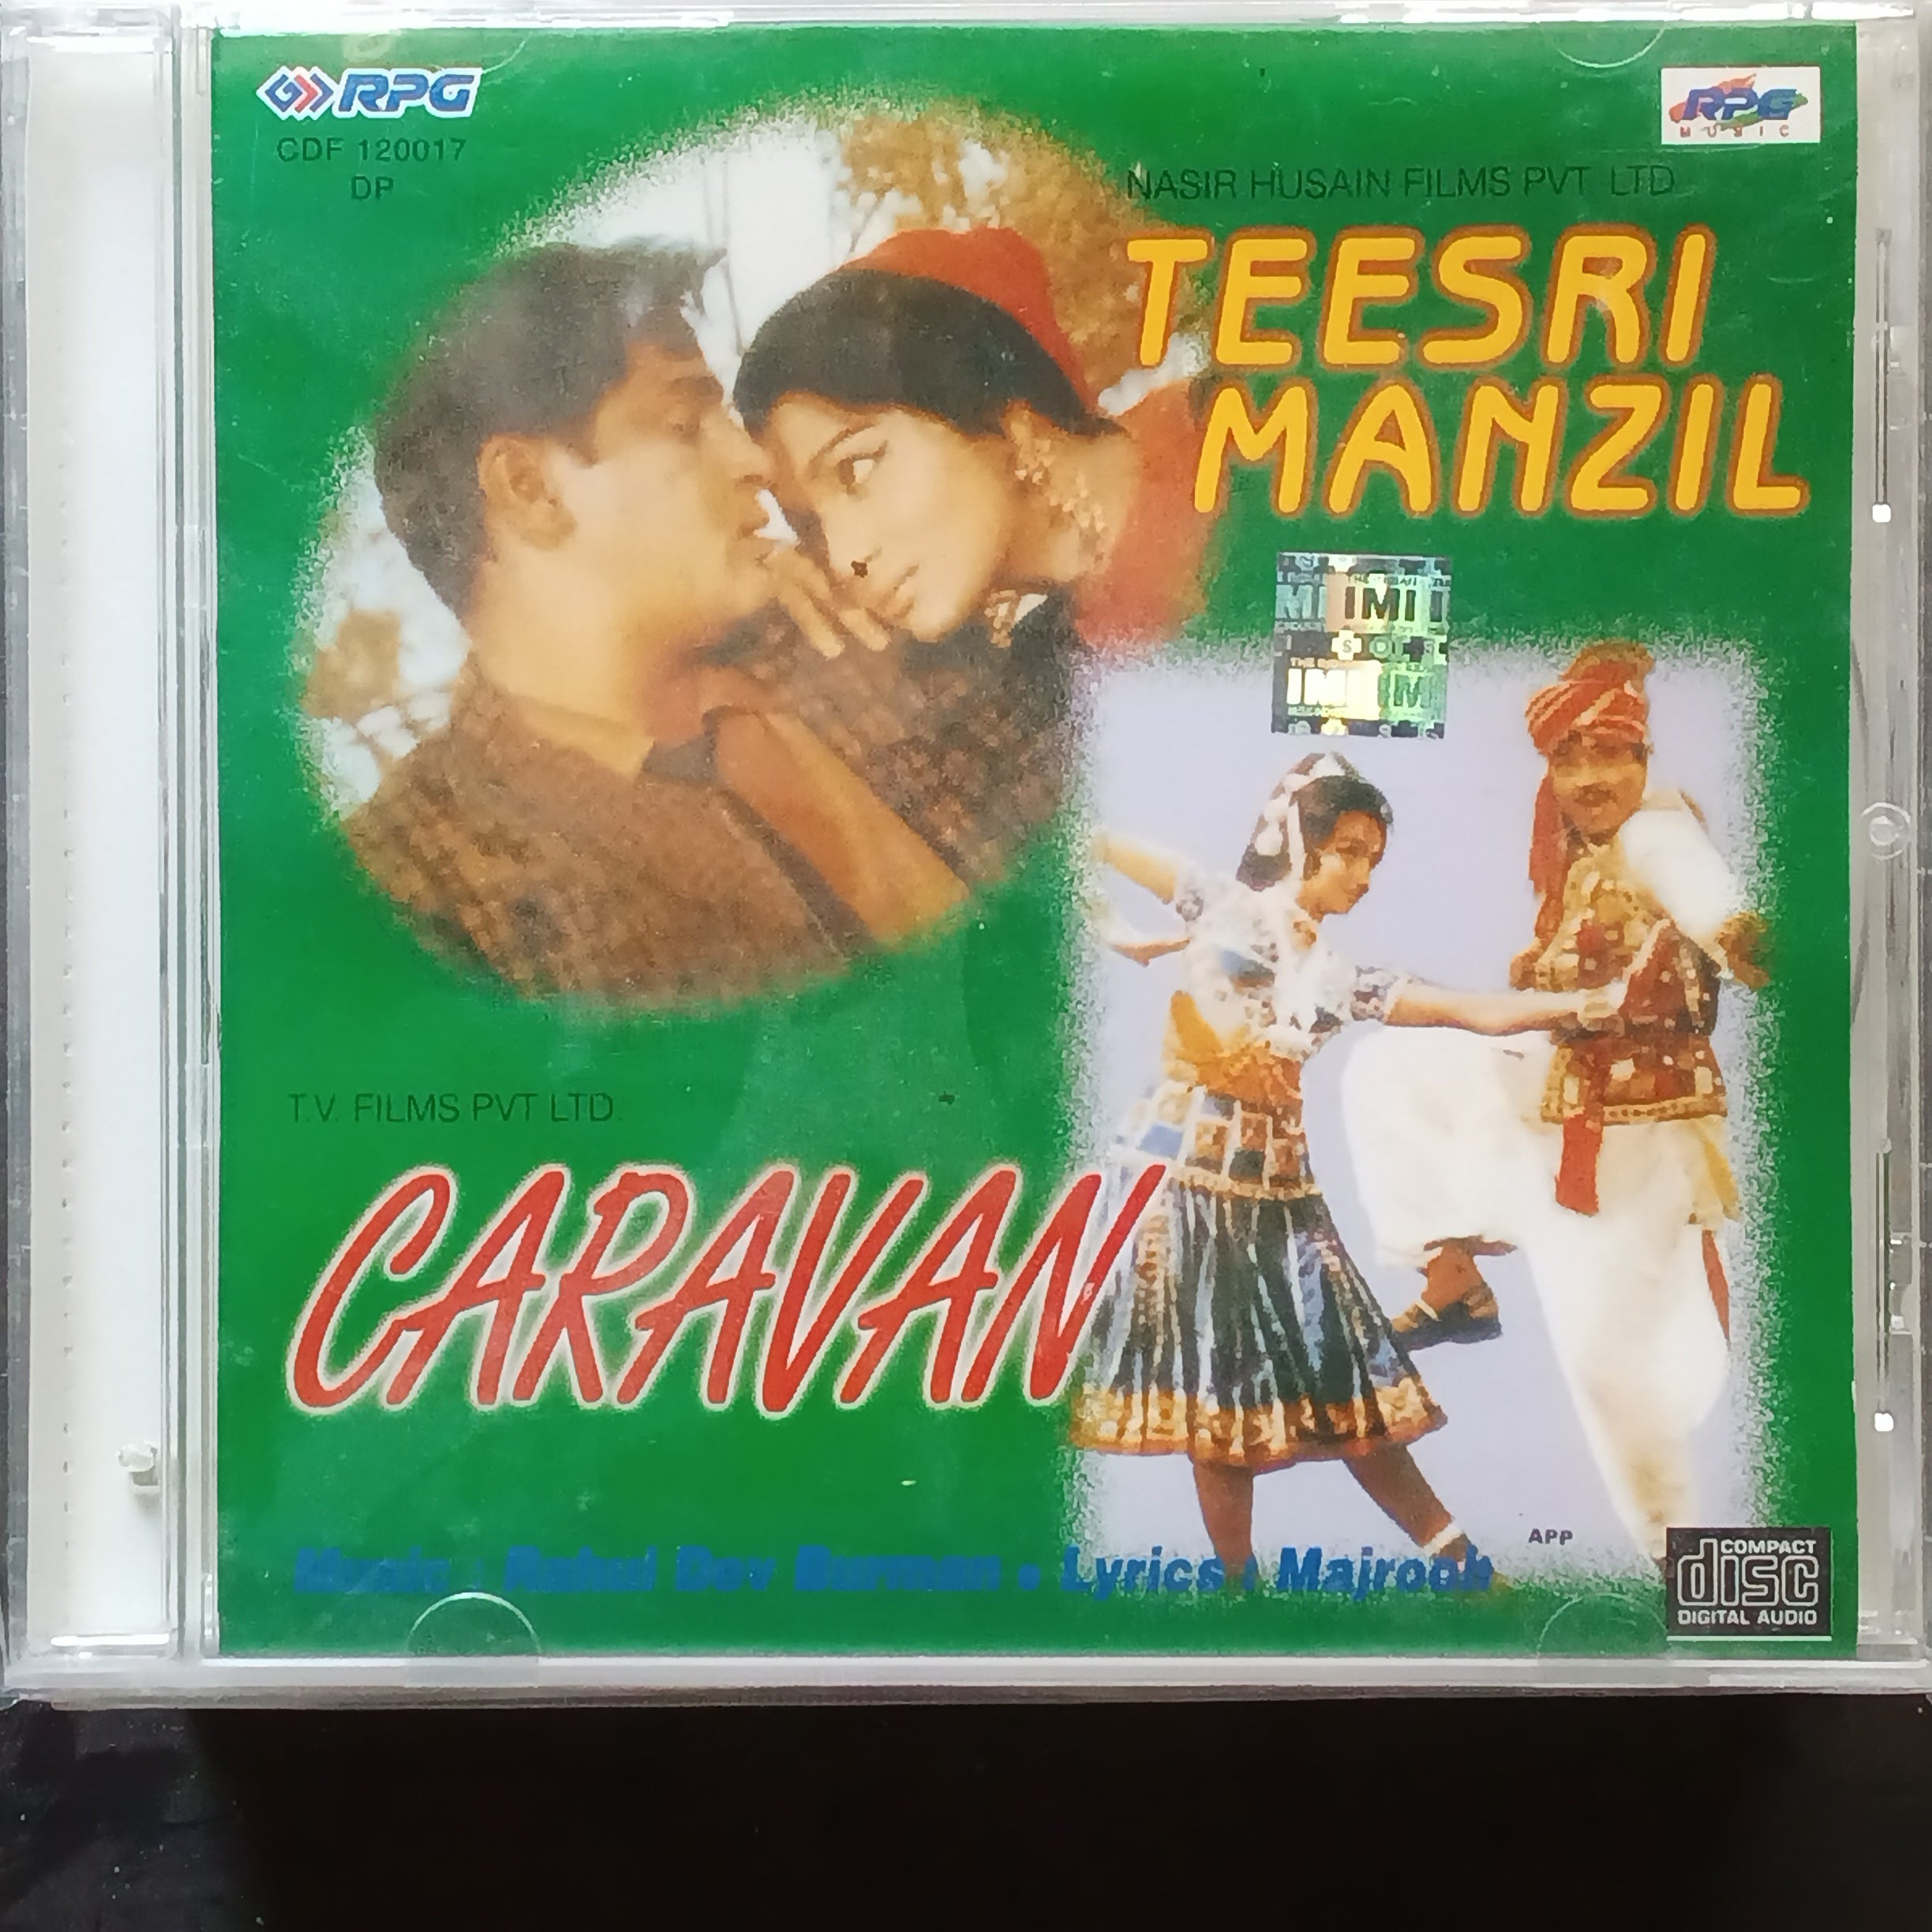 RPG
CDF 120017
DP
RPG
MUSIC
NASIR HUSAIN FILMS PVT LTD
TEESRI
MANZIL
IMI
T.V. FILMS PVT LTD.
CARAVAN
APP
Music : Rahul Dev Burman • Lyrics : Majrooh
COMPACT
disc
DIGITAL AUDIO